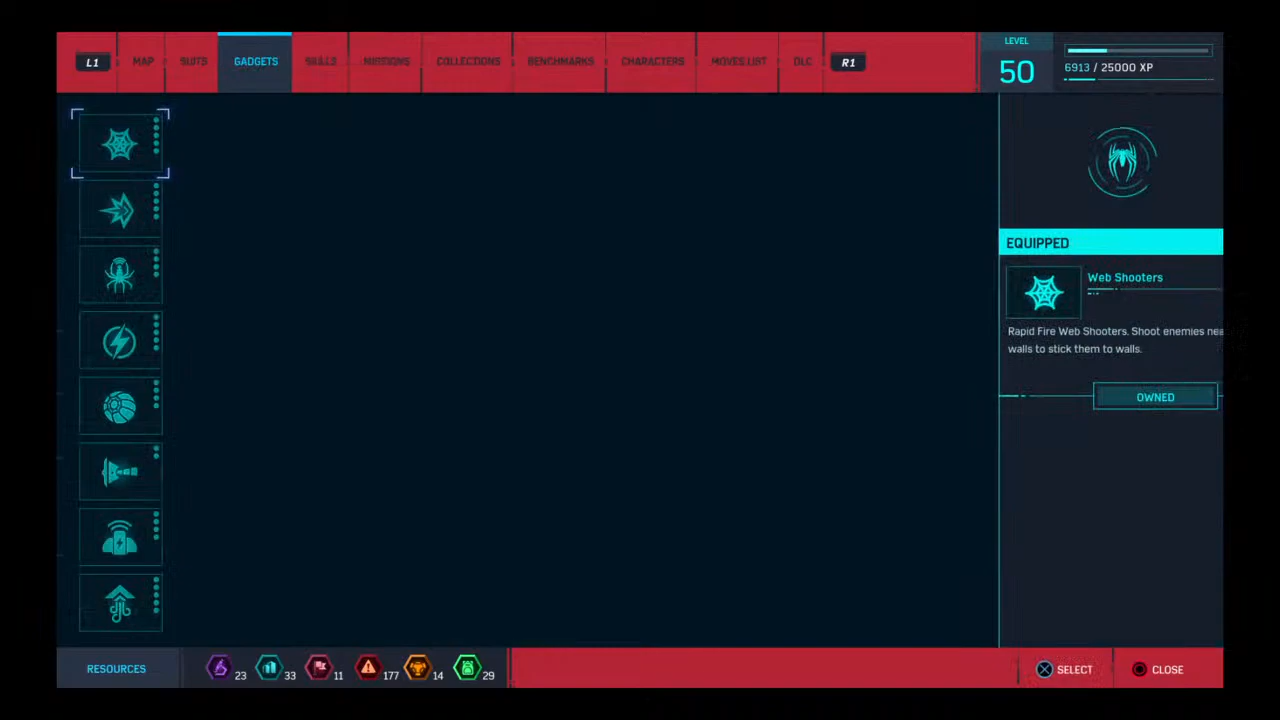 L1 MAP SUITS GADGETS SKILLS MISSIONS COLLECTIONS BENCHMARKS CHARACTERS MOVES LIST DLC R1
LEVEL
50
6913 / 25000 XP
EQUIPPED
Web Shooters
Rapid Fire Web Shooters. Shoot enemies nea
walls to stick them to walls.
OWNED
RESOURCES 23 33 11 177 14 29
SELECT CLOSE